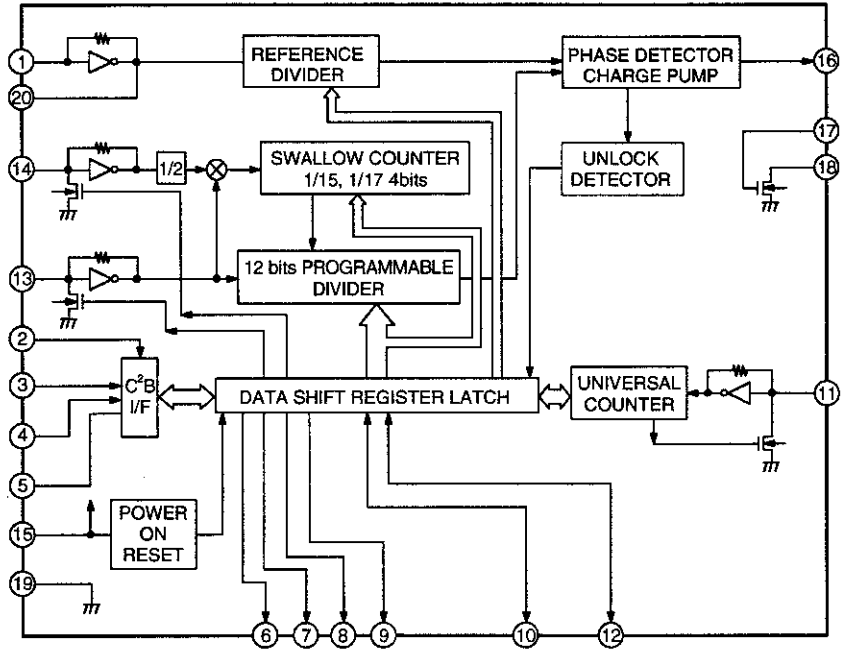 1
REFERENCE
DIVIDER
PHASE DETECTOR
CHARGE PUMP
16
20
17
14
1/2
SWALLOW COUNTER
1/15, 1/17 4bits
UNLOCK
DETECTOR
18
13
12 bits PROGRAMMABLE
DIVIDER
2
3
C²B
I/F
DATA SHIFT REGISTER LATCH
UNIVERSAL
COUNTER
11
4
5
15
POWER
ON
RESET
19
6
7
8
9
10
12